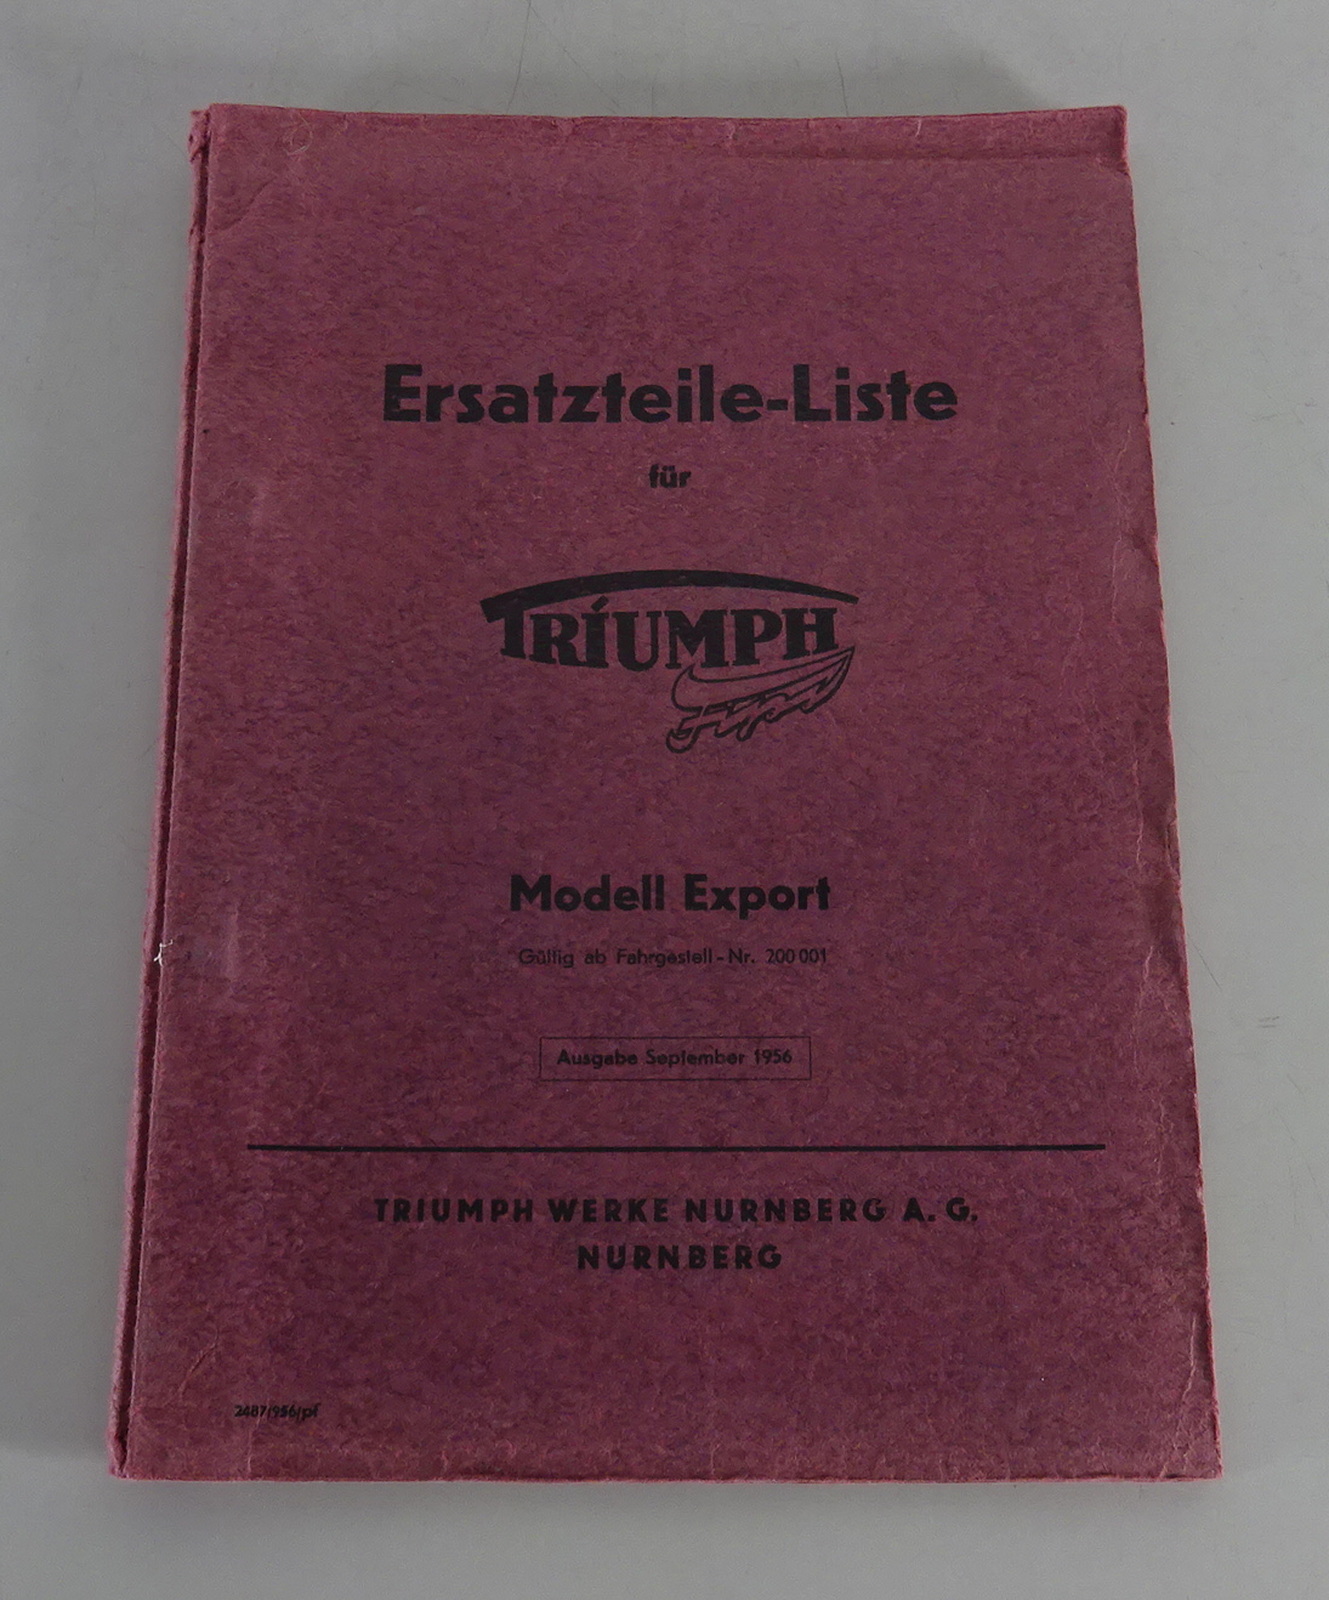 Ersatzteile-Liste
für
TRIUMPH
Modell Export
Gültig ab Fahrgestell-Nr. 200 001
Ausgabe September 1956
TRIUMPH WERKE NURNBERG A. G.
NURNBERG
2487/956/pf